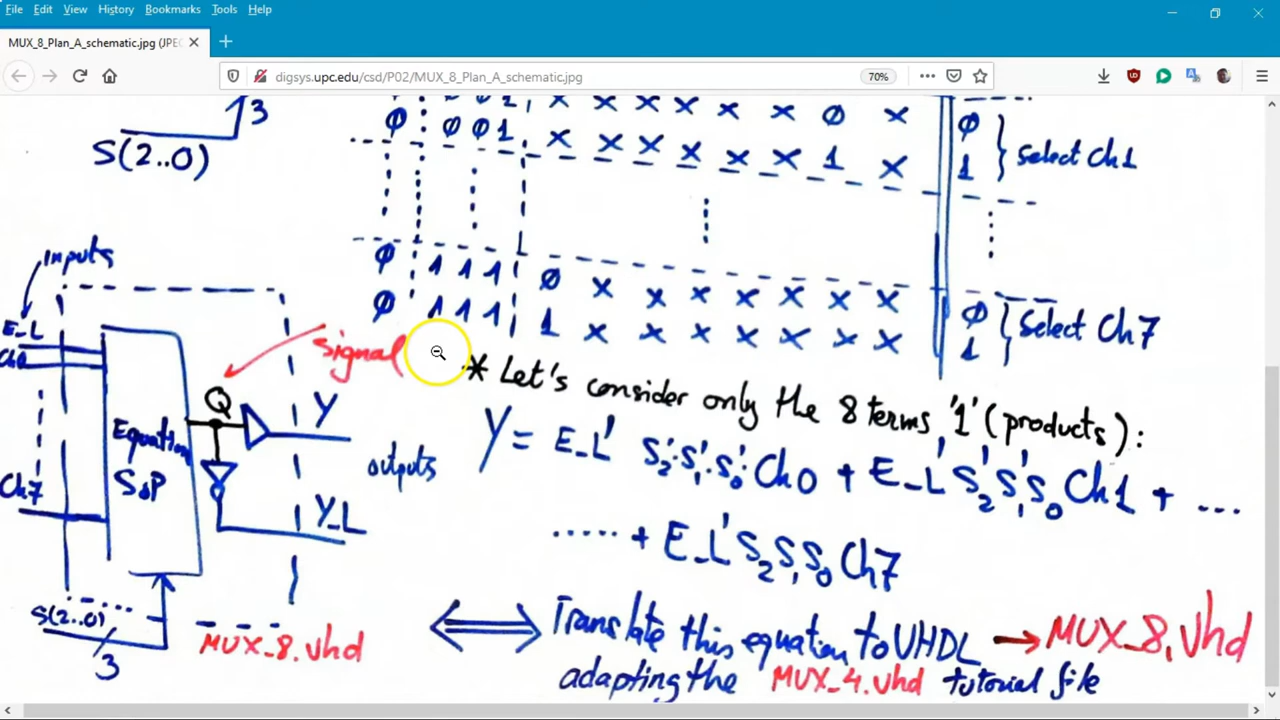 File Edit View History Bookmarks Tools Help
MUX_8_Plan_A_schematic.jpg (JPEC
digsys.upc.edu/csd/P02/MUX_8_Plan_A_schematic.jpg 70%
3
S(2..0)
X X X X X Ø X Ø
Ø Ø Ø 1 X X X X X X 1 X 1 Select Ch1
Ø 1 1 1 Ø X X X X X X X Ø
Ø 1 1 1 1 X X X X X X X 1 Select Ch7
Inputs
E_L
Ch0
Ch7
S(2..0)
3
Equation
SoP
Signal
Q
Y
outputs
Y_L
MUX_8.vhd
* Let's consider only the 8 terms '1' (products):
Y = E_L' S2'·S1'·S0' Ch0 + E_L' S2' S1' S0 Ch1 + ...
..... + E_L' S2 S1 S0 Ch7
Translate this equation to VHDL → MUX_8.vhd
adapting the MUX_4.vhd tutorial file